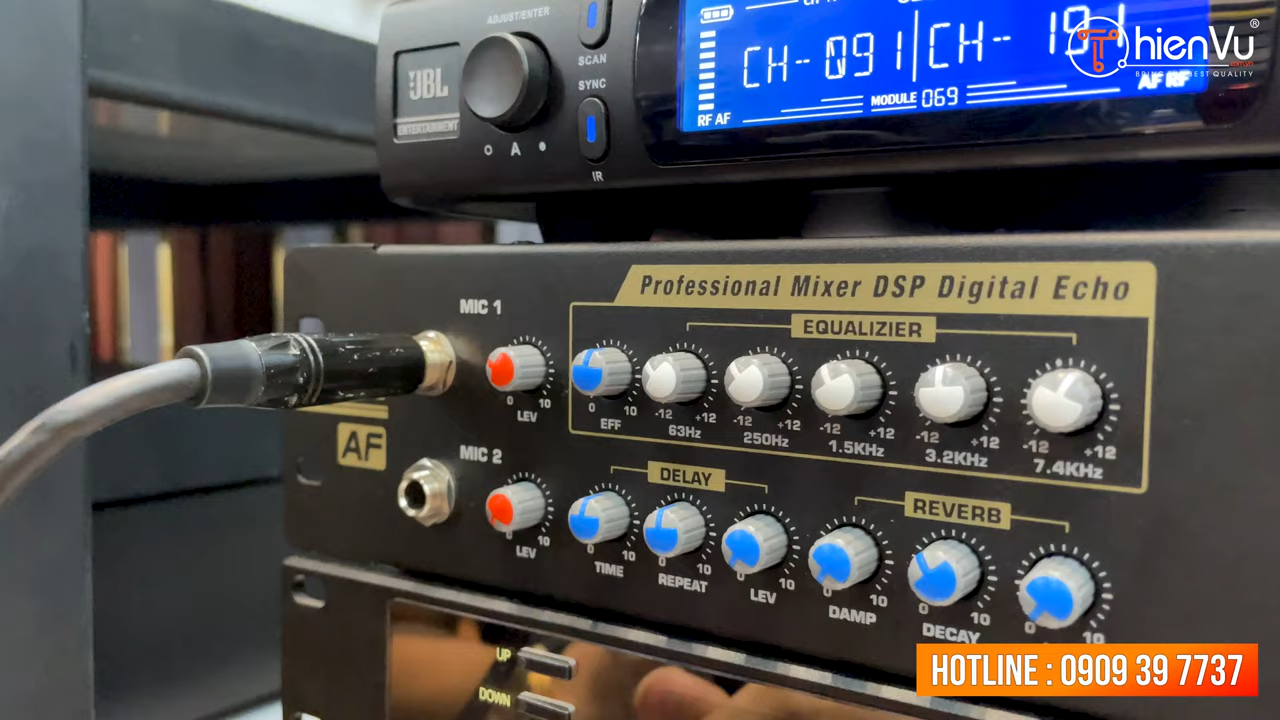 ADJUST/ENTER
JBL
ENTERTAINMENT
SCAN
SYNC
IR
A
CH-091
CH- 191
MODULE 069
RF AF
AF RF
ThienVu®
Professional Mixer DSP Digital Echo
EQUALIZIER
MIC 1
0 10
LEV
0 10
EFF
-12 +12
63Hz
-12 +12
250Hz
-12 +12
1.5KHz
-12 +12
3.2KHz
-12 +12
7.4KHz
AF
MIC 2
0 10
LEV
DELAY
0 10
TIME
0 10
REPEAT
0 10
LEV
REVERB
0 10
DAMP
0 10
DECAY
0 10
UP
DOWN
HOTLINE : 0909 39 7737